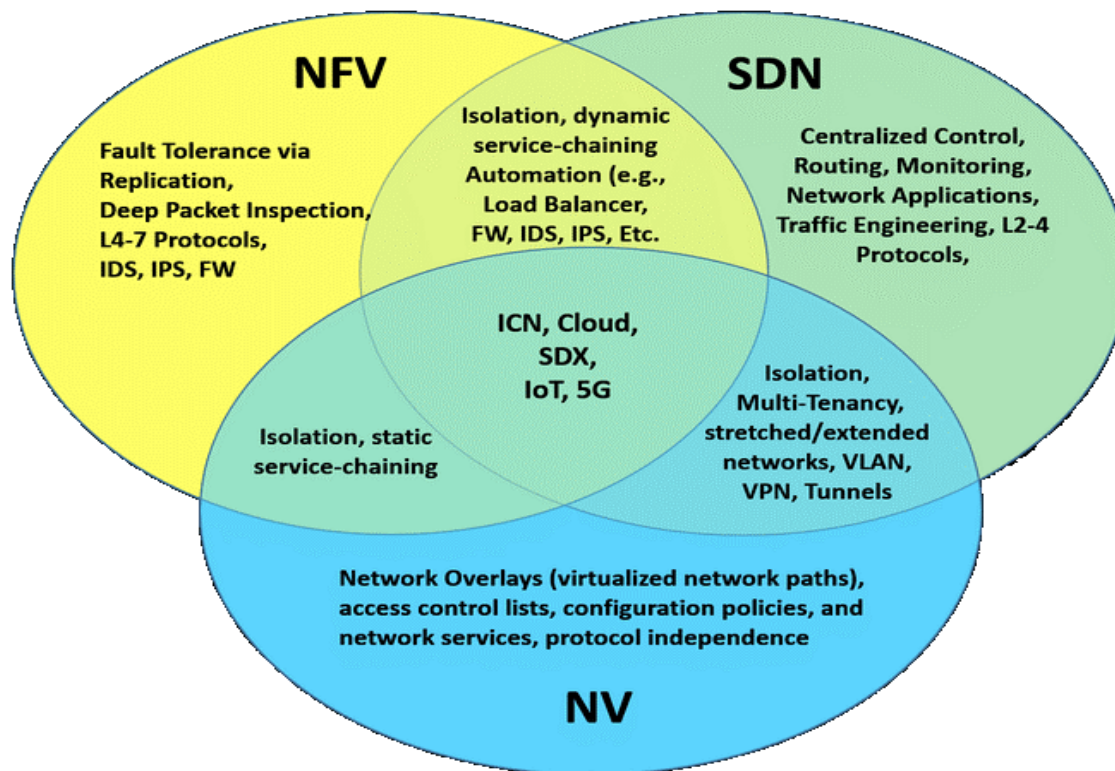 NFV
SDN
Fault Tolerance via
Replication,
Deep Packet Inspection,
L4-7 Protocols,
IDS, IPS, FW
Isolation, dynamic
service-chaining
Automation (e.g.,
Load Balancer,
FW, IDS, IPS, Etc.
Centralized Control,
Routing, Monitoring,
Network Applications,
Traffic Engineering, L2-4
Protocols,
ICN, Cloud,
SDX,
IoT, 5G
Isolation, static
service-chaining
Isolation,
Multi-Tenancy,
stretched/extended
networks, VLAN,
VPN, Tunnels
Network Overlays (virtualized network paths),
access control lists, configuration policies, and
network services, protocol independence
NV